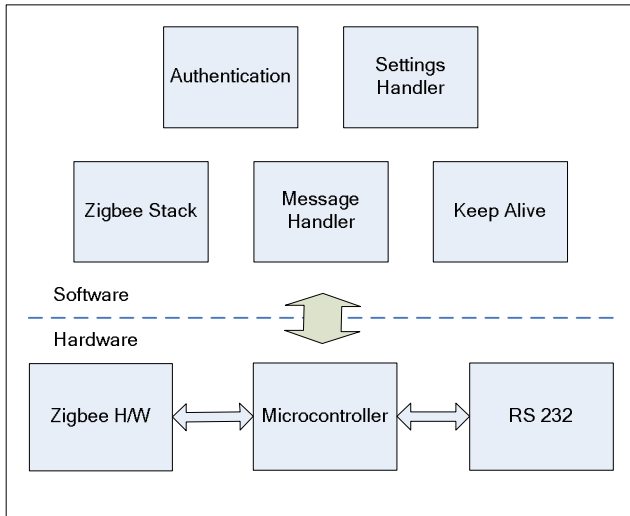 Authentication
Settings
Handler
Zigbee Stack
Message
Handler
Keep Alive
Software
Hardware
Zigbee H/W
Microcontroller
RS 232